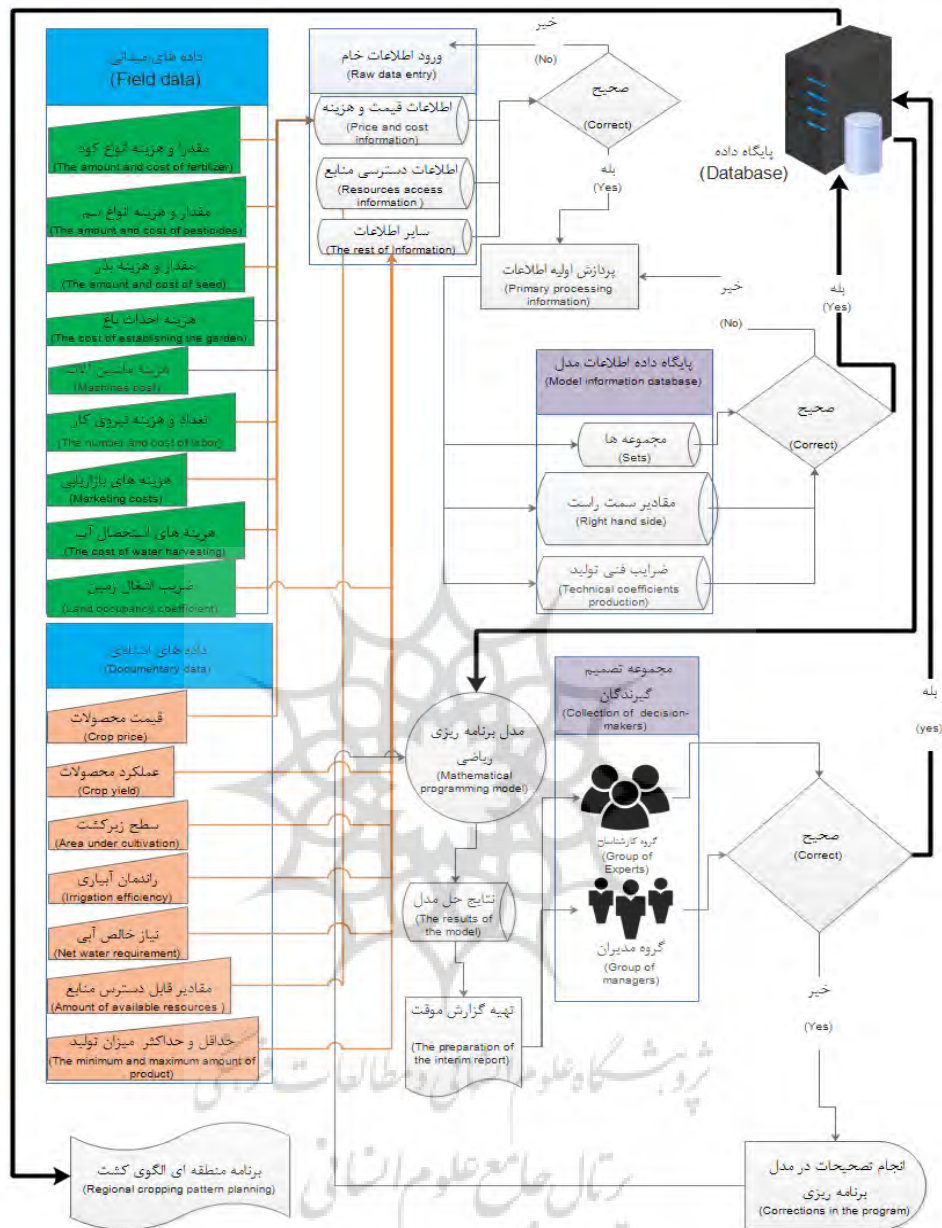 داده های میدانی
(Field data)
مقدرا و هزینه انواع کود
(The amount and cost of fertilizer)
مقدار و هزینه انواع سم
(The amount and cost of pesticides)
مقدار و هزینه بذر
(The amount and cost of seed)
هزینه احداث باغ
(The cost of establishing the garden)
هزینه ماشین آلات
(Machines cost)
تعداد و هزینه نیروی کار
(The number and cost of labor)
هزینه های بازاریابی
(Marketing costs)
هزینه های استحصال آب
(The cost of water harvesting)
ضریب اشغال زمین
(Land occupancy coefficient)
داده های اسنادی
(Documentary data)
قیمت محصولات
(Crop price)
عملکرد محصولات
(Crop yield)
سطح زیرکشت
(Area under cultivation)
راندمان آبیاری
(Irrigation efficiency)
نیاز خالص آبی
(Net water requirement)
مقادیر قابل دسترس منابع
(Amount of available resources )
حداقل و حداکثر میزان تولید
(The minimum and maximum amount of
product)
ورود اطلاعات خام
(Raw data entry)
اطلاعات قیمت و هزینه
(Price and cost
information)
اطلاعات دسترسی منابع
(Resources access
information )
سایر اطلاعات
(The rest of Information)
خیر
(No)
صحیح
(Correct)
بله
(Yes)
پردازش اولیه اطلاعات
(Primary processing
information)
خیر
(No)
پایگاه داده
(Database)
بله
(Yes)
پایگاه داده اطلاعات مدل
(Model information database)
مجموعه ها
(Sets)
مقادیر سمت راست
(Right hand side)
ضرایب فنی تولید
(Technical coefficients
production)
صحیح
(Correct)
مدل برنامه ریزی
ریاضی
(Mathematical
programming model)
نتایج حل مدل
(The results of
the model)
تهیه گزارش موقت
(The preparation of
the interim report)
مجموعه تصمیم
گیرندگان
(Collection of decision-
makers)
گروه کارشناسان
(Group of
Experts)
گروه مدیران
(Group of
managers)
صحیح
(Correct)
بله
(yes)
خیر
(Yes)
انجام تصحیحات در مدل
برنامه ریزی
(Corrections in the program)
برنامه منطقه ای الگوی کشت
(Regional cropping pattern planning)
پژوهشگاه علوم انسانی و مطالعات فرهنگی
پرتال جامع علوم انسانی